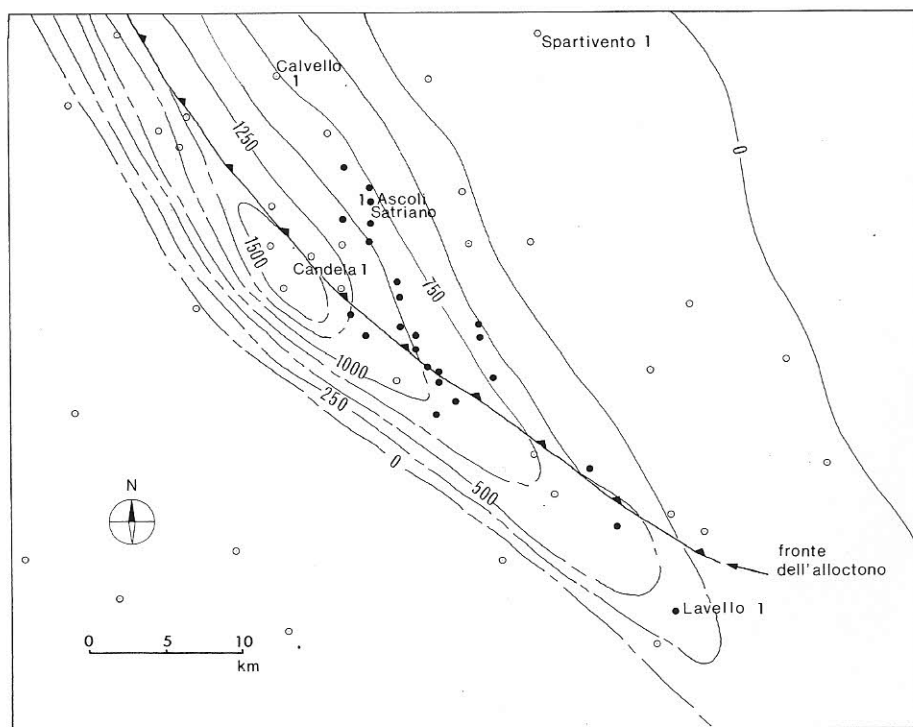 Spartivento 1
Calvello
1
1250
0
1 Ascoli
Satriano
1500
Candela 1
750
1000
250
0
500
N
fronte
dell'alloctono
Lavello 1
0 5 10
km